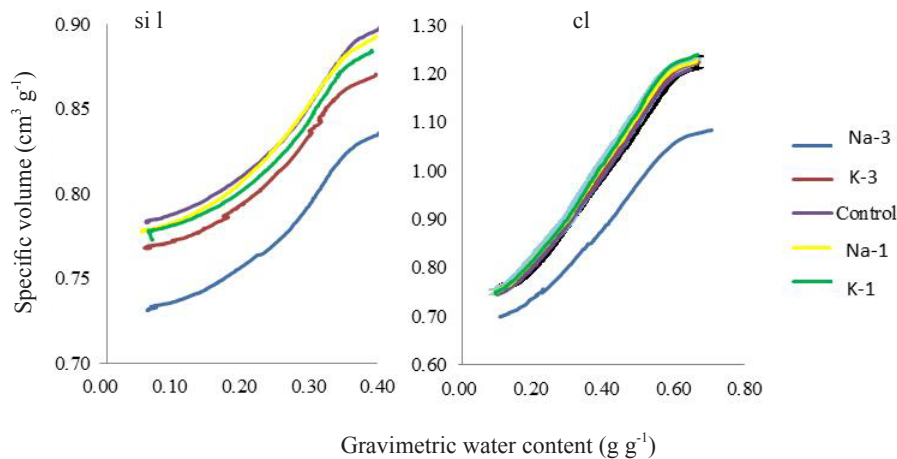 si l
cl
Specific volume (cm³ g⁻¹)
0.90
0.85
0.80
0.75
0.70
0.00 0.10 0.20 0.30 0.40
1.30
1.20
1.10
1.00
0.90
0.80
0.70
0.60
0.00 0.20 0.40 0.60 0.80
Na-3
K-3
Control
Na-1
K-1
Gravimetric water content (g g⁻¹)